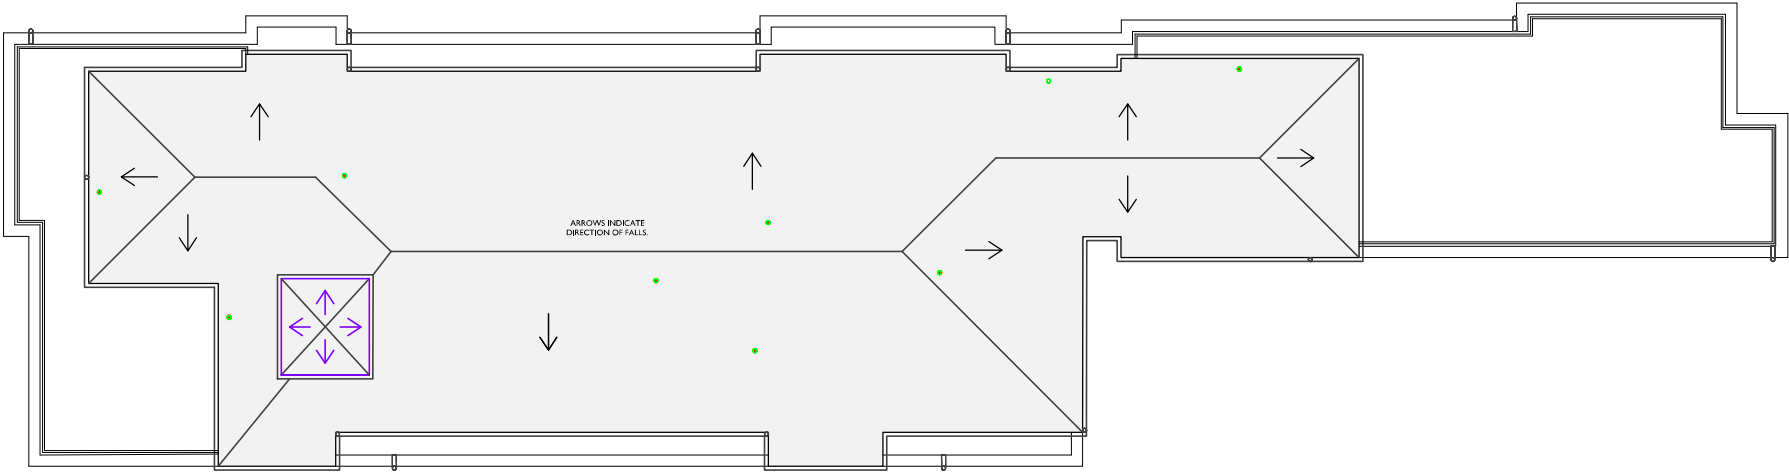 ARROWS INDICATE
DIRECTION OF FALLS.